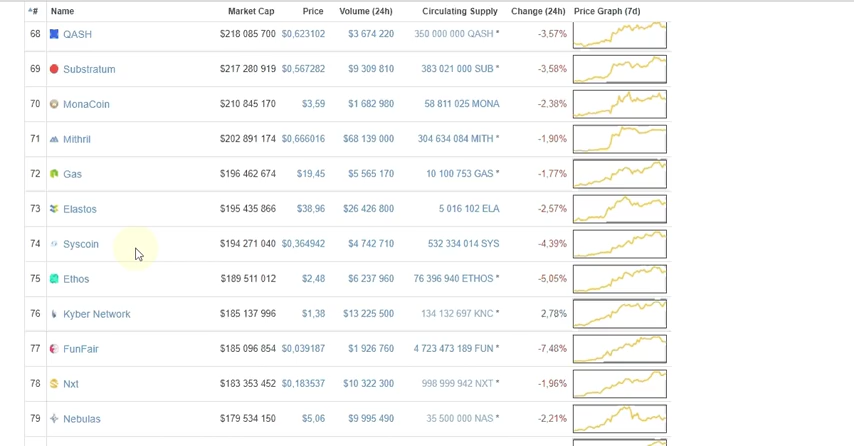 # Name Market Cap Price Volume (24h) Circulating Supply Change (24h) Price Graph (7d)
68 QASH $218 085 700 $0,623102 $3 674 220 350 000 000 QASH * -3,57%
69 Substratum $217 280 919 $0,567282 $9 309 810 383 021 000 SUB * -3,58%
70 MonaCoin $210 845 170 $3,59 $1 682 980 58 811 025 MONA -2,38%
71 Mithril $202 891 174 $0,666016 $68 139 000 304 634 084 MITH * -1,90%
72 Gas $196 462 674 $19,45 $5 565 170 10 100 753 GAS * -1,77%
73 Elastos $195 435 866 $38,96 $26 426 800 5 016 102 ELA -2,57%
74 Syscoin $194 271 040 $0,364942 $4 742 710 532 334 014 SYS -4,39%
75 Ethos $189 511 012 $2,48 $6 237 960 76 396 940 ETHOS * -5,05%
76 Kyber Network $185 137 996 $1,38 $13 225 500 134 132 697 KNC * 2,78%
77 FunFair $185 096 854 $0,039187 $1 926 760 4 723 473 189 FUN * -7,48%
78 Nxt $183 353 452 $0,183537 $10 322 300 998 999 942 NXT * -1,96%
79 Nebulas $179 534 150 $5,06 $9 995 490 35 500 000 NAS * -2,21%